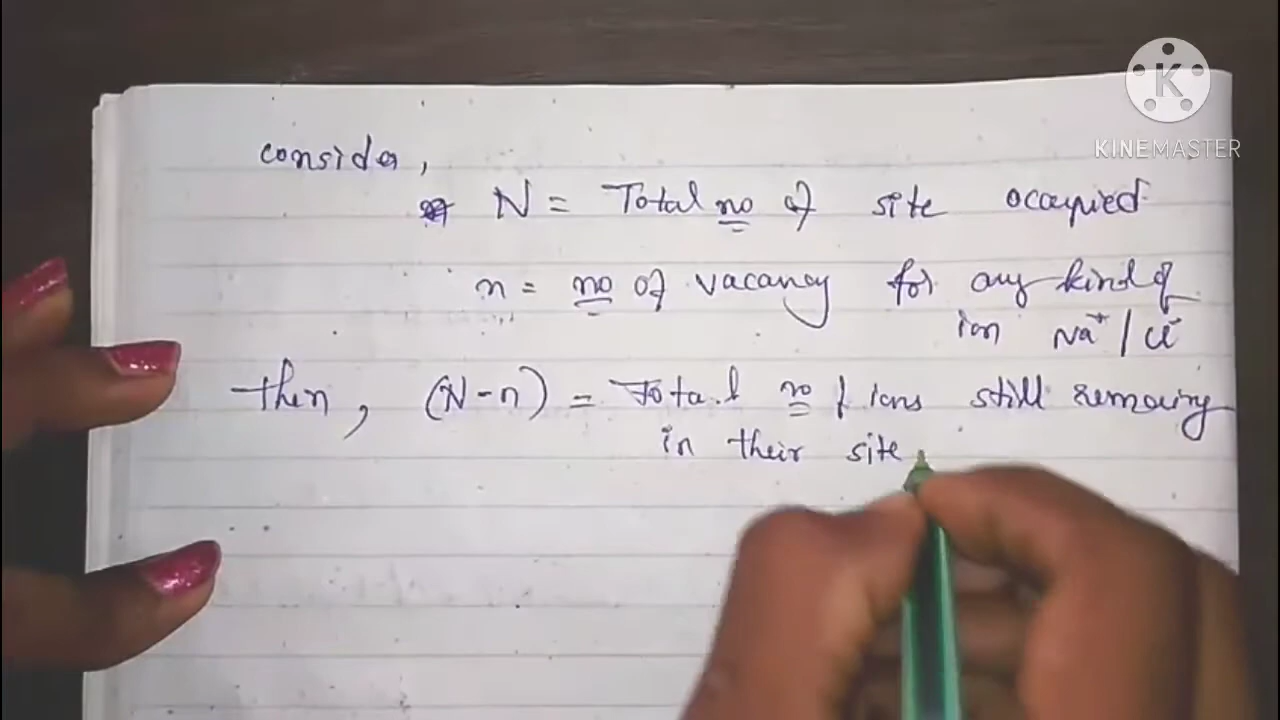 KINEMASTER
consider,
N = Total no of site occupied
n = no of vacancy for any kind of
ion Na⁺ / Cl⁻
then, (N-n) = Total no of ions still remaining
in their site